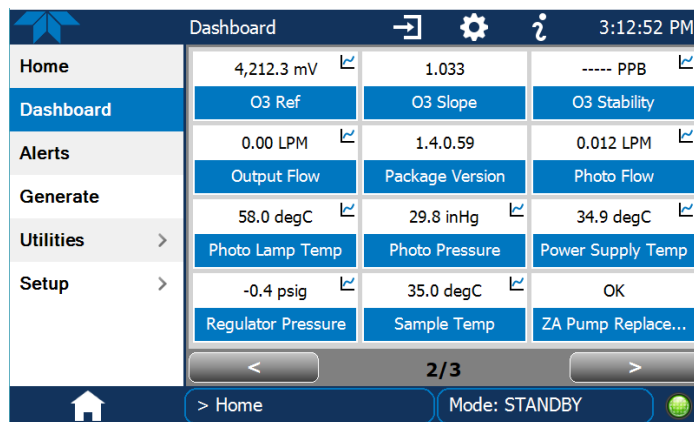 Dashboard
3:12:52 PM
Home
Dashboard
Alerts
Generate
Utilities >
Setup >
4,212.3 mV
O3 Ref
1.033
O3 Slope
----- PPB
O3 Stability
0.00 LPM
Output Flow
1.4.0.59
Package Version
0.012 LPM
Photo Flow
58.0 degC
Photo Lamp Temp
29.8 inHg
Photo Pressure
34.9 degC
Power Supply Temp
-0.4 psig
Regulator Pressure
35.0 degC
Sample Temp
OK
ZA Pump Replace...
< 2/3 >
> Home
Mode: STANDBY